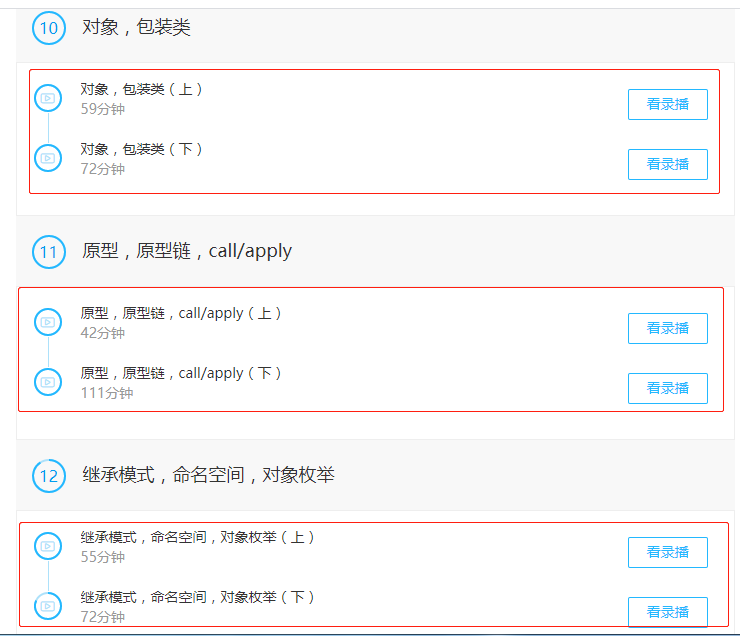 10 对象，包装类
对象，包装类（上）
59分钟
看录播
对象，包装类（下）
72分钟
看录播
11 原型，原型链，call/apply
原型，原型链，call/apply（上）
42分钟
看录播
原型，原型链，call/apply（下）
111分钟
看录播
12 继承模式，命名空间，对象枚举
继承模式，命名空间，对象枚举（上）
55分钟
看录播
继承模式，命名空间，对象枚举（下）
72分钟
看录播